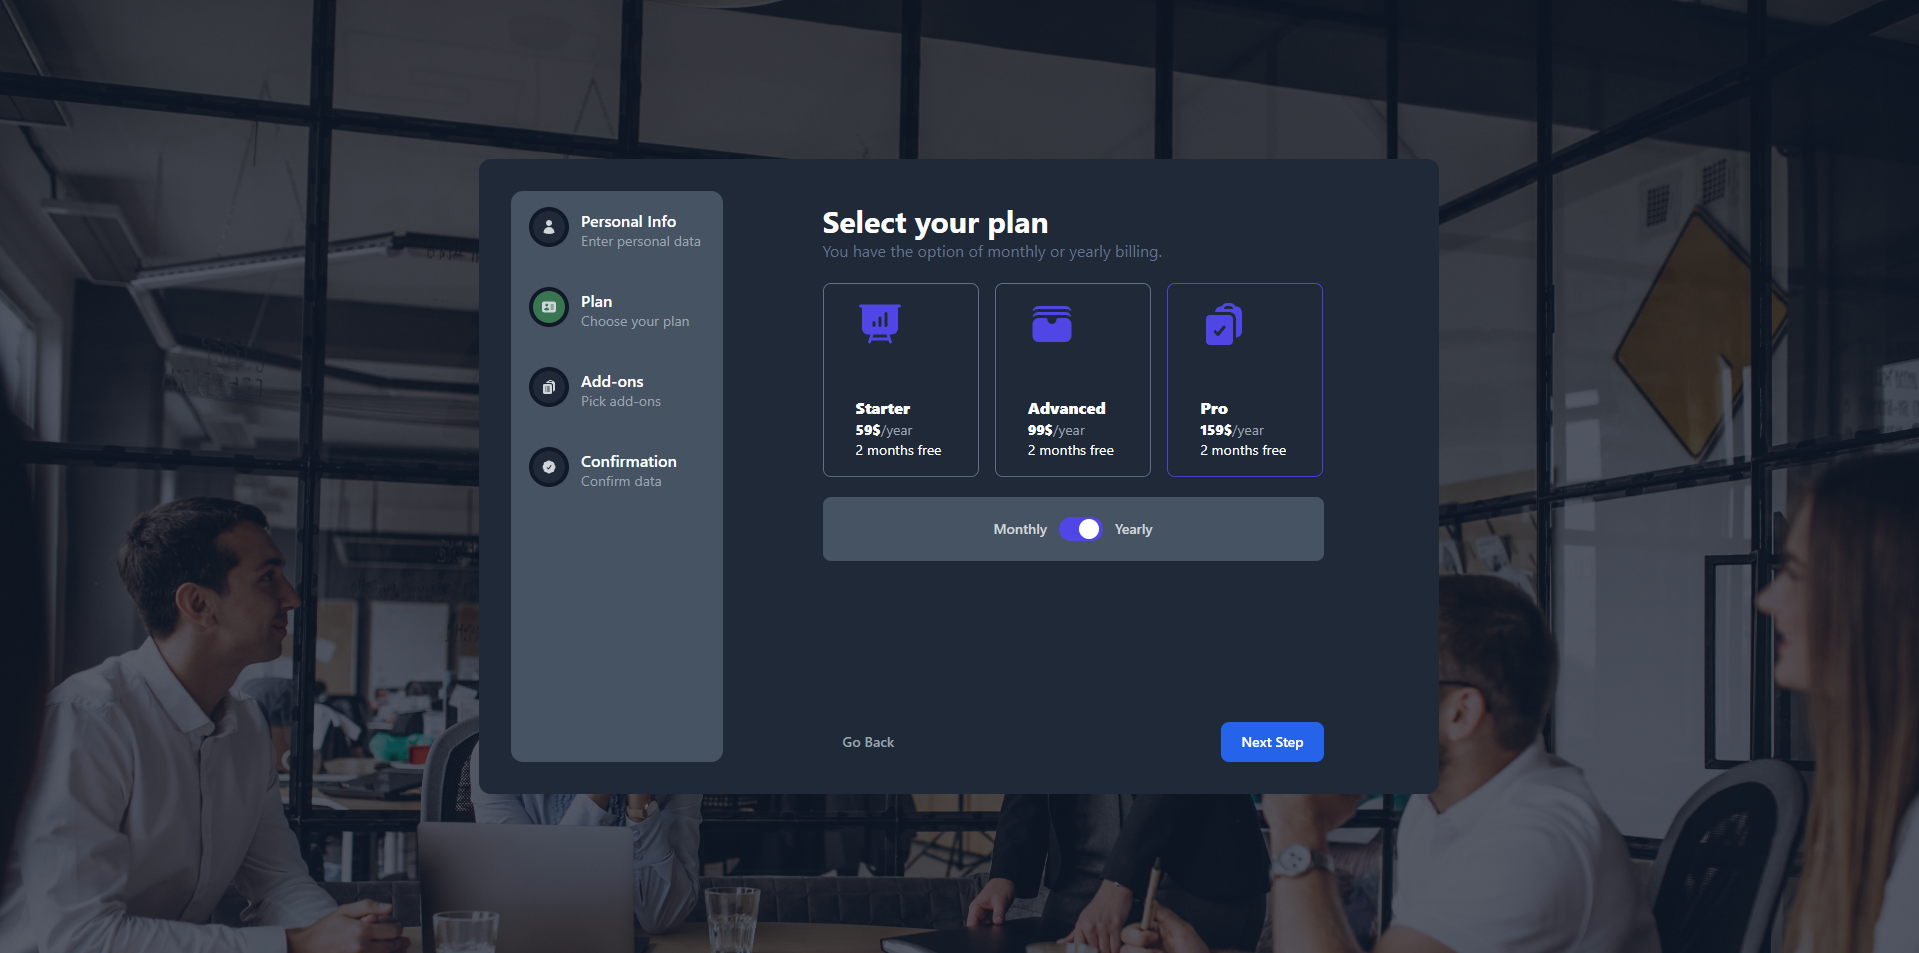 Personal Info
Enter personal data
Plan
Choose your plan
Add-ons
Pick add-ons
Confirmation
Confirm data
Select your plan
You have the option of monthly or yearly billing.
Starter
59$/year
2 months free
Advanced
99$/year
2 months free
Pro
159$/year
2 months free
Monthly
Yearly
Go Back
Next Step